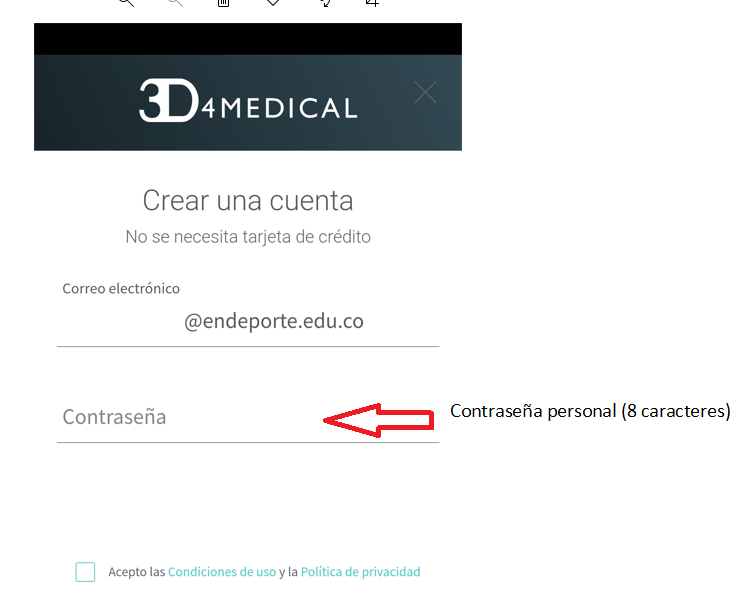 3D4MEDICAL
Crear una cuenta
No se necesita tarjeta de crédito
Correo electrónico
@endeporte.edu.co
Contraseña
Contraseña personal (8 caracteres)
Acepto las Condiciones de uso y la Política de privacidad